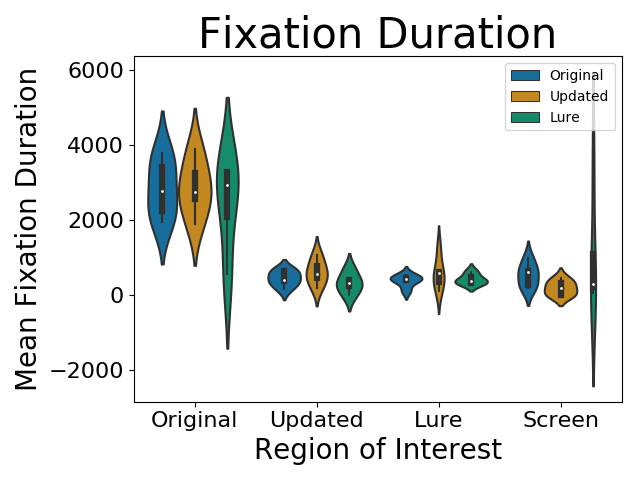 Fixation Duration
6000
4000
2000
0
−2000
Mean Fixation Duration
Original
Updated
Lure
Original
Updated
Lure
Screen
Region of Interest